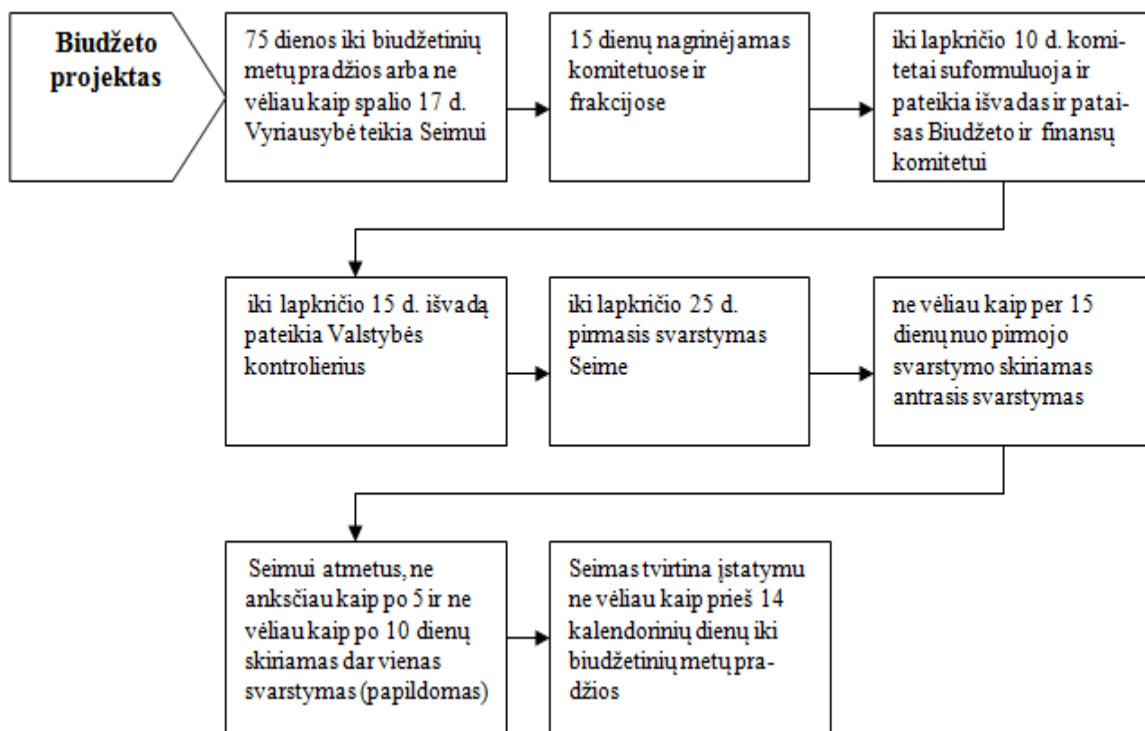 Biudžeto
projektas
75 dienos iki biudžetinių
metų pradžios arba ne
vėliau kaip spalio 17 d.
Vyriausybė teikia Seimui
15 dienų nagrinėjamas
komitetuose ir
frakcijose
iki lapkričio 10 d. komi-
tetai suformuluoja ir
pateikia išvadas ir patai-
sas Biudžeto ir finansų
komitetui
iki lapkričio 15 d. išvadą
pateikia Valstybės
kontrolierius
iki lapkričio 25 d.
pirmasis svarstymas
Seime
ne vėliau kaip per 15
dienų nuo pirmojo
svarstymo skiriamas
antrasis svarstymas
Seimui atmetus, ne
anksčiau kaip po 5 ir ne
vėliau kaip po 10 dienų
skiriamas dar vienas
svarstymas (papildomas)
Seimas tvirtina įstatymu
ne vėliau kaip prieš 14
kalendorinių dienų iki
biudžetinių metų pra-
džios